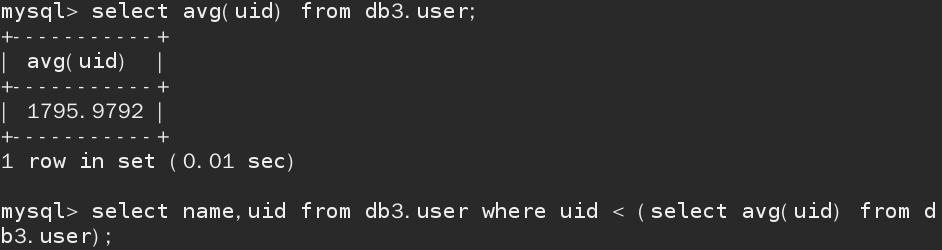 mysql> select avg(uid) from db3.user;
+-----------+
| avg(uid)  |
+-----------+
| 1795.9792 |
+-----------+
1 row in set (0.01 sec)
mysql> select name,uid from db3.user where uid < (select avg(uid) from d
b3.user);